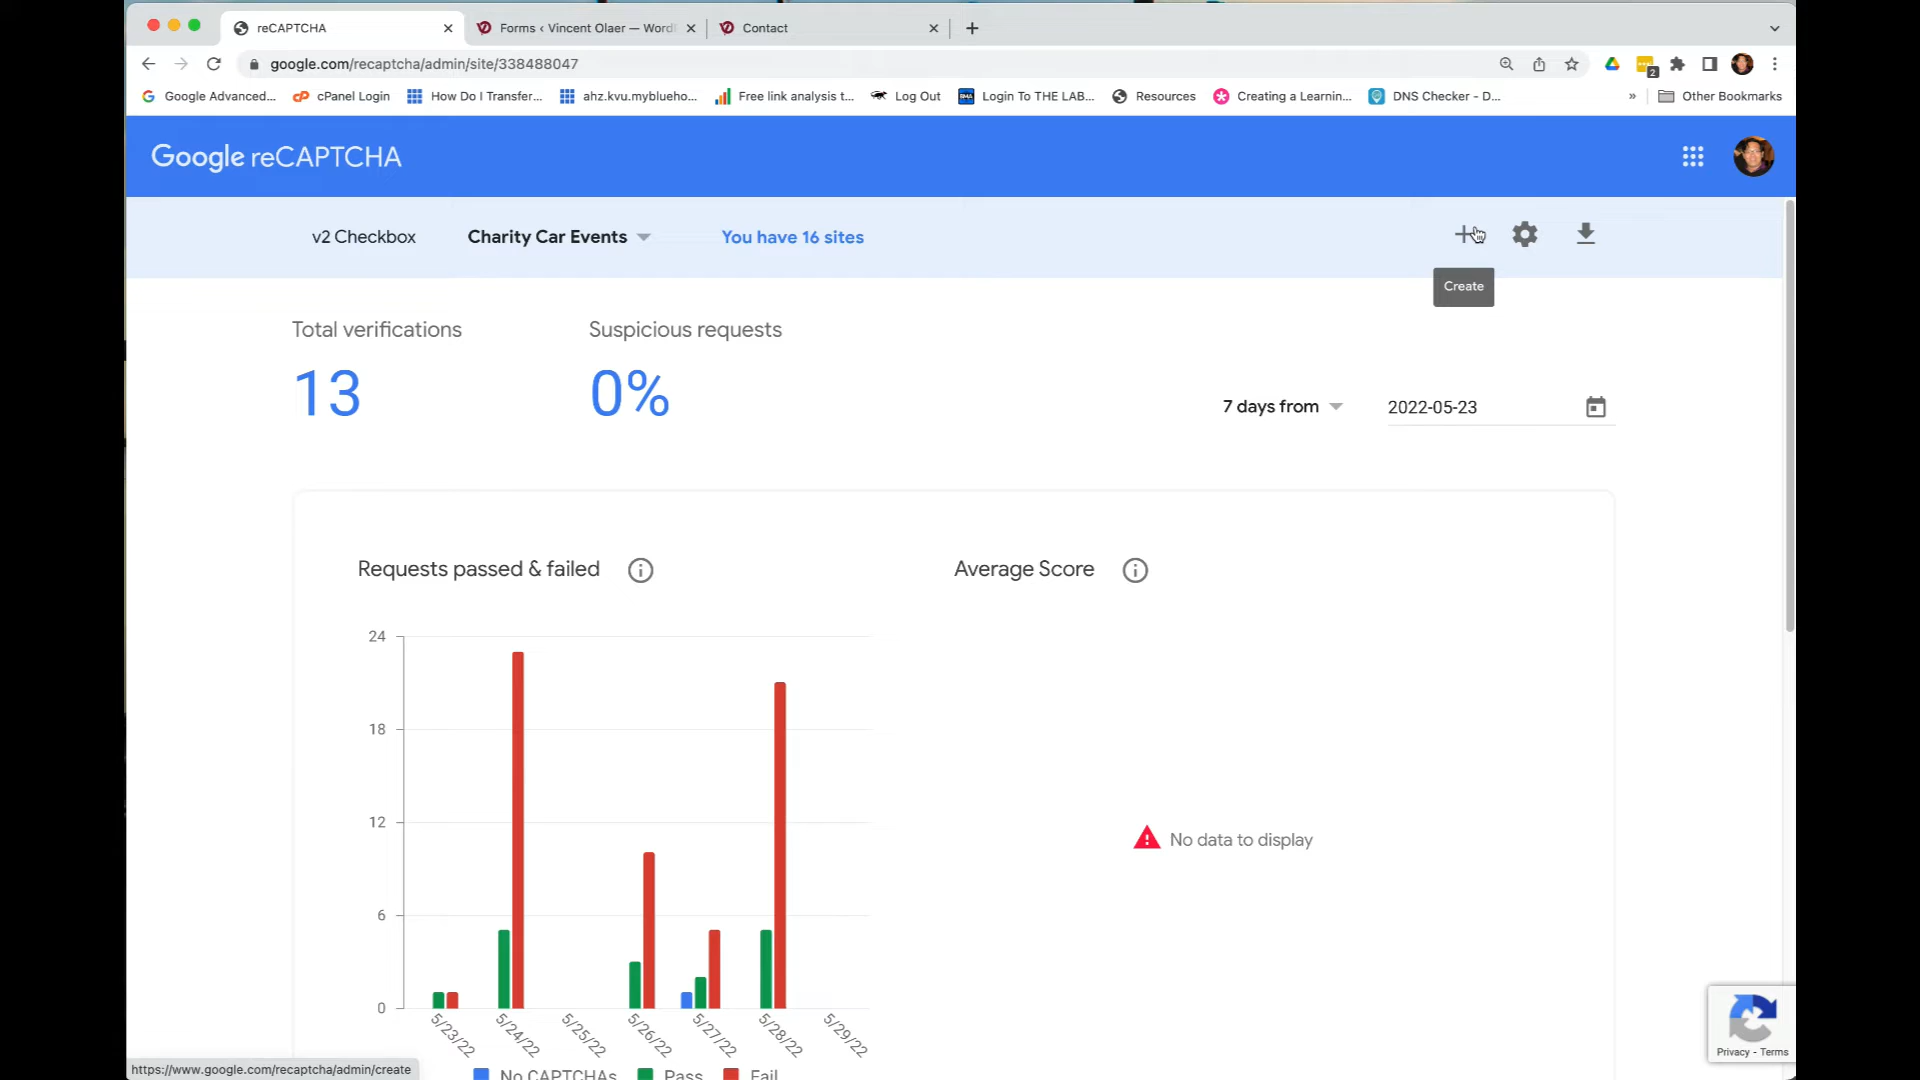 reCAPTCHA
Forms ‹ Vincent Olaer — Word
Contact
google.com/recaptcha/admin/site/338488047
2
Google Advanced...
cPanel Login
How Do I Transfer...
ahz.kvu.myblueho...
Free link analysis t...
Log Out
Login To THE LAB...
Resources
Creating a Learnin...
DNS Checker - D...
»
Other Bookmarks
Google reCAPTCHA
v2 Checkbox
Charity Car Events
You have 16 sites
Create
Total verifications
Suspicious requests
13
0%
7 days from
2022-05-23
Requests passed & failed
Average Score
24
18
12
6
0
No data to display
5/23/22
5/24/22
5/25/22
5/26/22
5/27/22
5/28/22
5/29/22
No CAPTCHAs
Pass
Fail
Privacy - Terms
https://www.google.com/recaptcha/admin/create